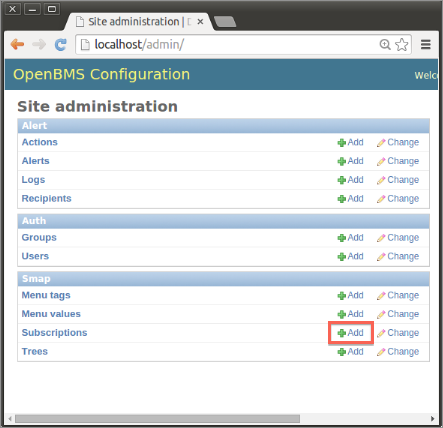 Site administration | D
localhost/admin/
OpenBMS Configuration Welco
Site administration
Alert
Actions Add Change
Alerts Add Change
Logs Add Change
Recipients Add Change
Auth
Groups Add Change
Users Add Change
Smap
Menu tags Add Change
Menu values Add Change
Subscriptions Add Change
Trees Add Change